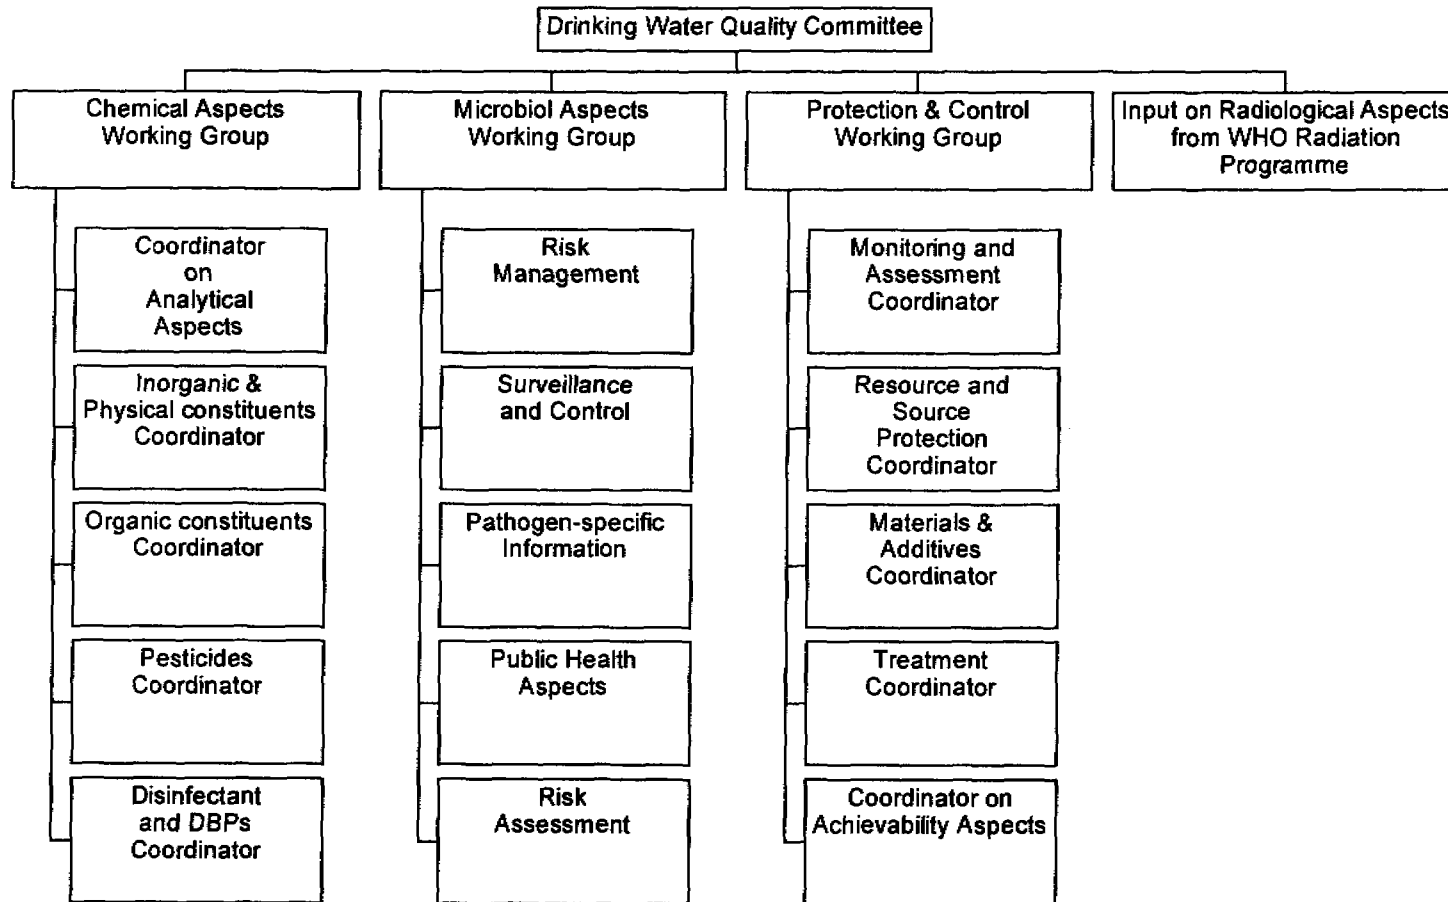 Drinking Water Quality Committee
Chemical Aspects
Working Group
Microbiol Aspects
Working Group
Protection & Control
Working Group
Input on Radiological Aspects
from WHO Radiation
Programme
Coordinator
on
Analytical
Aspects
Inorganic &
Physical constituents
Coordinator
Organic constituents
Coordinator
Pesticides
Coordinator
Disinfectant
and DBPs
Coordinator
Risk
Management
Surveillance
and Control
Pathogen-specific
Information
Public Health
Aspects
Risk
Assessment
Monitoring and
Assessment
Coordinator
Resource and
Source
Protection
Coordinator
Materials &
Additives
Coordinator
Treatment
Coordinator
Coordinator on
Achievability Aspects